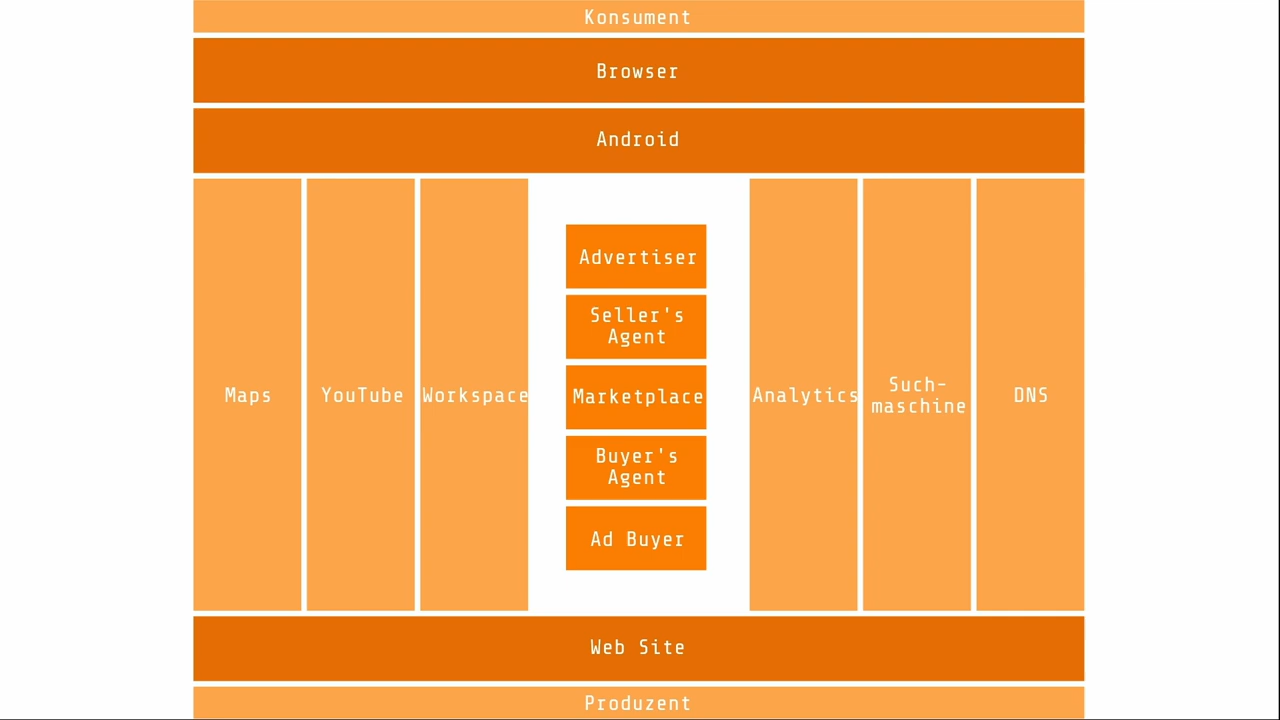 Konsument
Browser
Android
Maps
YouTube
Workspace
Advertiser
Seller's
Agent
Marketplace
Buyer's
Agent
Ad Buyer
Analytics
Such-
maschine
DNS
Web Site
Produzent